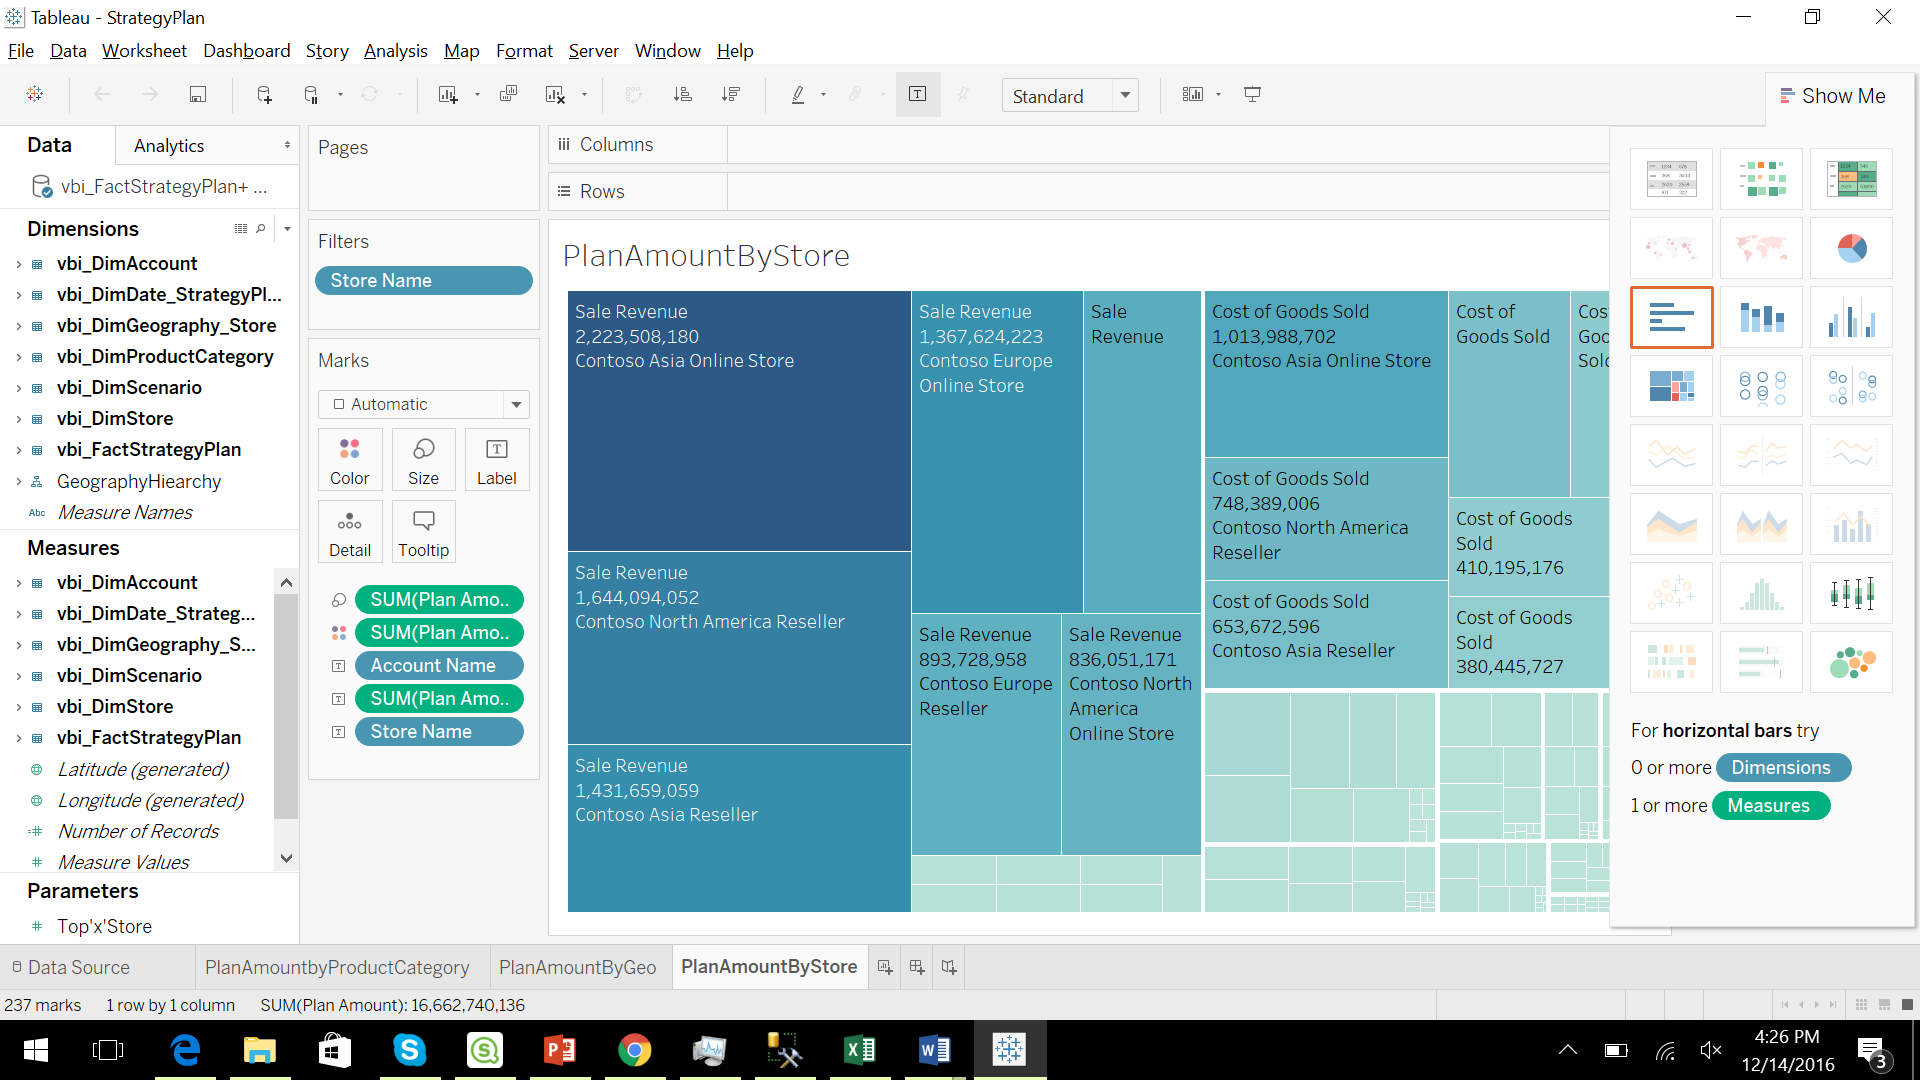 Tableau - StrategyPlan
File Data Worksheet Dashboard Story Analysis Map Format Server Window Help
Standard
Show Me
Data
Analytics
vbi_FactStrategyPlan+ ...
Dimensions
vbi_DimAccount
vbi_DimDate_StrategyPl...
vbi_DimGeography_Store
vbi_DimProductCategory
vbi_DimScenario
vbi_DimStore
vbi_FactStrategyPlan
GeographyHiearchy
Abc Measure Names
Measures
vbi_DimAccount
vbi_DimDate_Strateg...
vbi_DimGeography_S...
vbi_DimScenario
vbi_DimStore
vbi_FactStrategyPlan
Latitude (generated)
Longitude (generated)
Number of Records
Measure Values
Parameters
Top'x'Store
Pages
Filters
Store Name
Marks
Automatic
Color
Size
Label
Detail
Tooltip
SUM(Plan Amo..
SUM(Plan Amo..
Account Name
SUM(Plan Amo..
Store Name
Columns
Rows
PlanAmountByStore
Sale Revenue
2,223,508,180
Contoso Asia Online Store
Sale Revenue
1,644,094,052
Contoso North America Reseller
Sale Revenue
1,431,659,059
Contoso Asia Reseller
Sale Revenue
1,367,624,223
Contoso Europe
Online Store
Sale
Revenue
Sale Revenue
893,728,958
Contoso Europe
Reseller
Sale Revenue
836,051,171
Contoso North
America
Online Store
Cost of Goods Sold
1,013,988,702
Contoso Asia Online Store
Cost of Goods Sold
748,389,006
Contoso North America
Reseller
Cost of Goods Sold
653,672,596
Contoso Asia Reseller
Cost of
Goods Sold
Cos
Goo
Solc
Cost of Goods
Sold
410,195,176
Cost of Goods
Sold
380,445,727
For horizontal bars try
0 or more Dimensions
1 or more Measures
Data Source
PlanAmountbyProductCategory
PlanAmountByGeo
PlanAmountByStore
237 marks 1 row by 1 column SUM(Plan Amount): 16,662,740,136
4:26 PM
12/14/2016
3